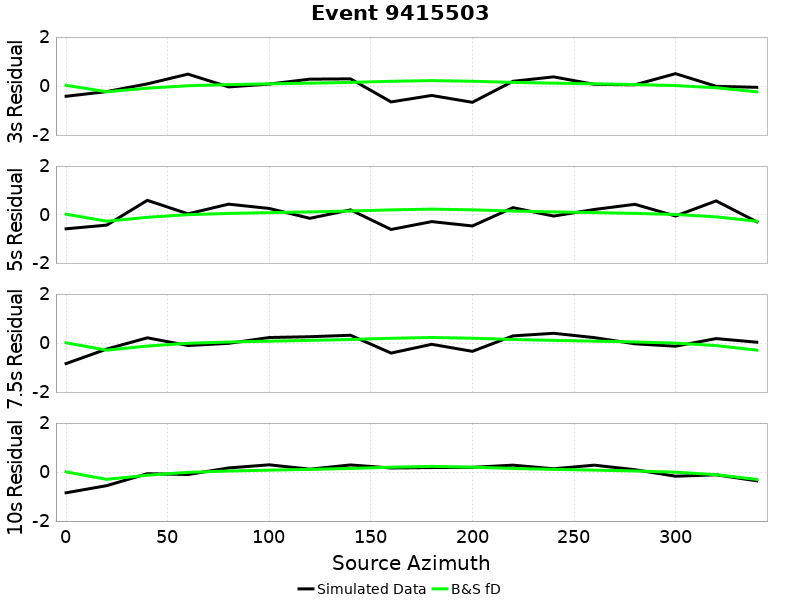 Event 9415503
3s Residual
2
0
-2
5s Residual
2
0
-2
7.5s Residual
2
0
-2
10s Residual
2
0
-2
0 50 100 150 200 250 300
Source Azimuth
Simulated Data B&S fD